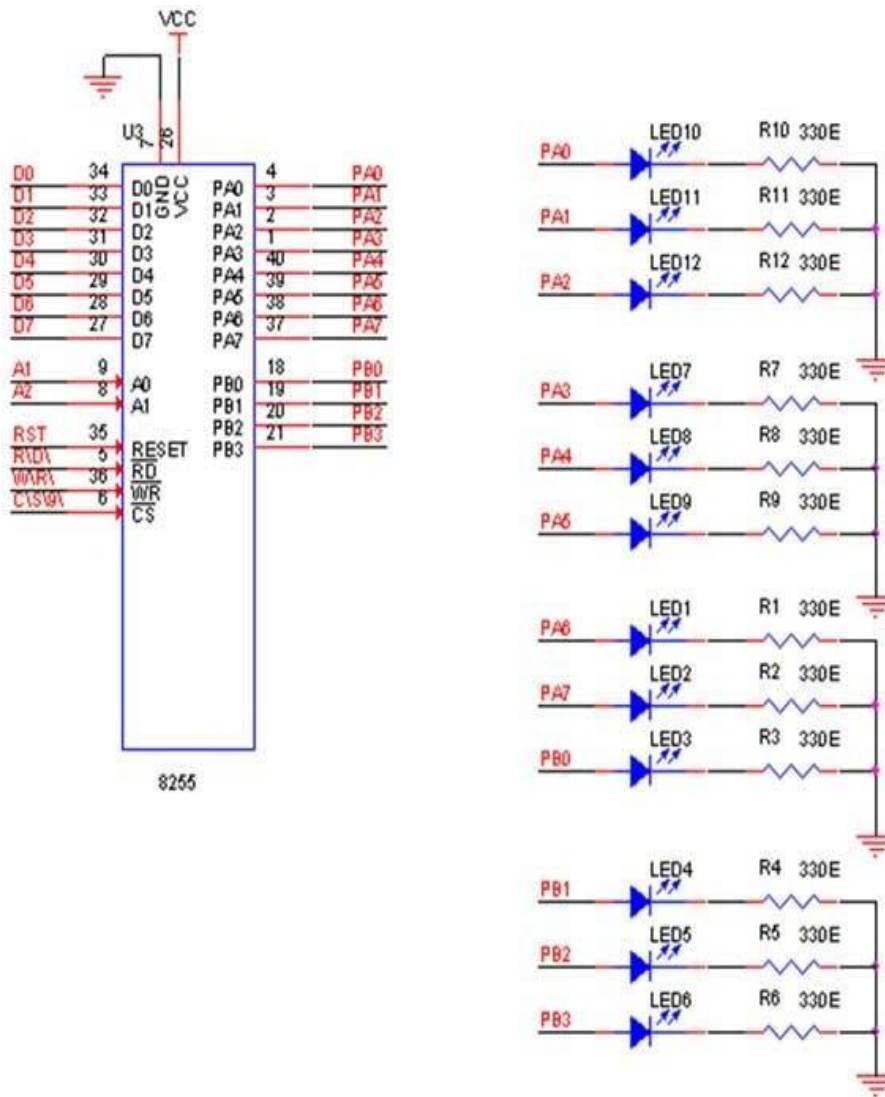 VCC
U3
7
26
D0 34 D0 GND VCC PA0 4 PA0
D1 33 D1 PA1 3 PA1
D2 32 D2 PA2 2 PA2
D3 31 D3 PA3 1 PA3
D4 30 D4 PA4 40 PA4
D5 29 D5 PA5 39 PA5
D6 28 D6 PA6 38 PA6
D7 27 D7 PA7 37 PA7
A1 9 A0 PB0 18 PB0
A2 8 A1 PB1 19 PB1
PB2 20 PB2
RST 35 RESET PB3 21 PB3
R\D\ 5 RD
W\R\ 36 WR
C\S\9\ 6 CS
8255
PA0 LED10 R10 330E
PA1 LED11 R11 330E
PA2 LED12 R12 330E
PA3 LED7 R7 330E
PA4 LED8 R8 330E
PA5 LED9 R9 330E
PA6 LED1 R1 330E
PA7 LED2 R2 330E
PB0 LED3 R3 330E
PB1 LED4 R4 330E
PB2 LED5 R5 330E
PB3 LED6 R6 330E